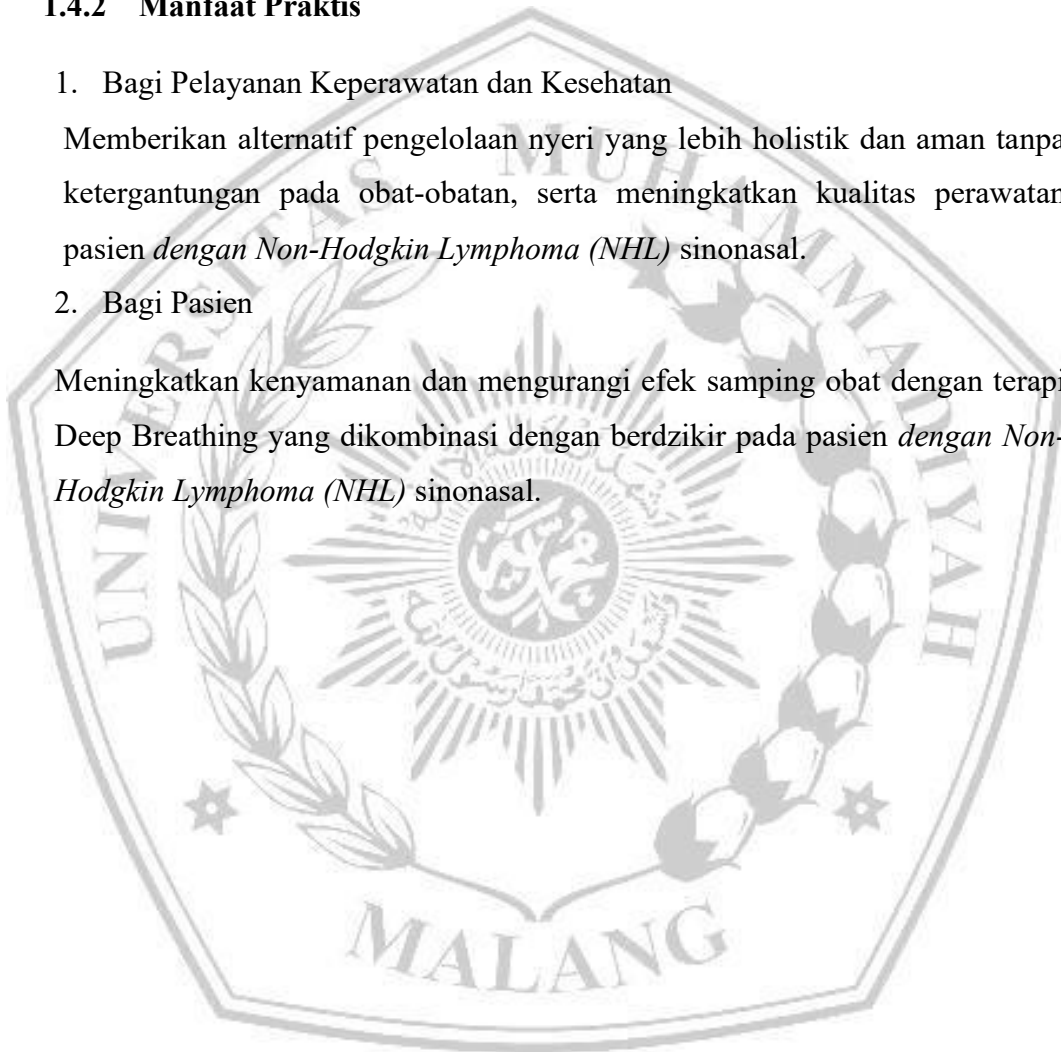 1.4.2 Manfaat Praktis
1. Bagi Pelayanan Keperawatan dan Kesehatan
Memberikan alternatif pengelolaan nyeri yang lebih holistik dan aman tanpa
ketergantungan pada obat-obatan, serta meningkatkan kualitas perawatan
pasien dengan Non-Hodgkin Lymphoma (NHL) sinonasal.
2. Bagi Pasien
Meningkatkan kenyamanan dan mengurangi efek samping obat dengan terapi
Deep Breathing yang dikombinasi dengan berdzikir pada pasien dengan Non-
Hodgkin Lymphoma (NHL) sinonasal.
UNIVERSITAS MUHAMMADIYAH
MALANG